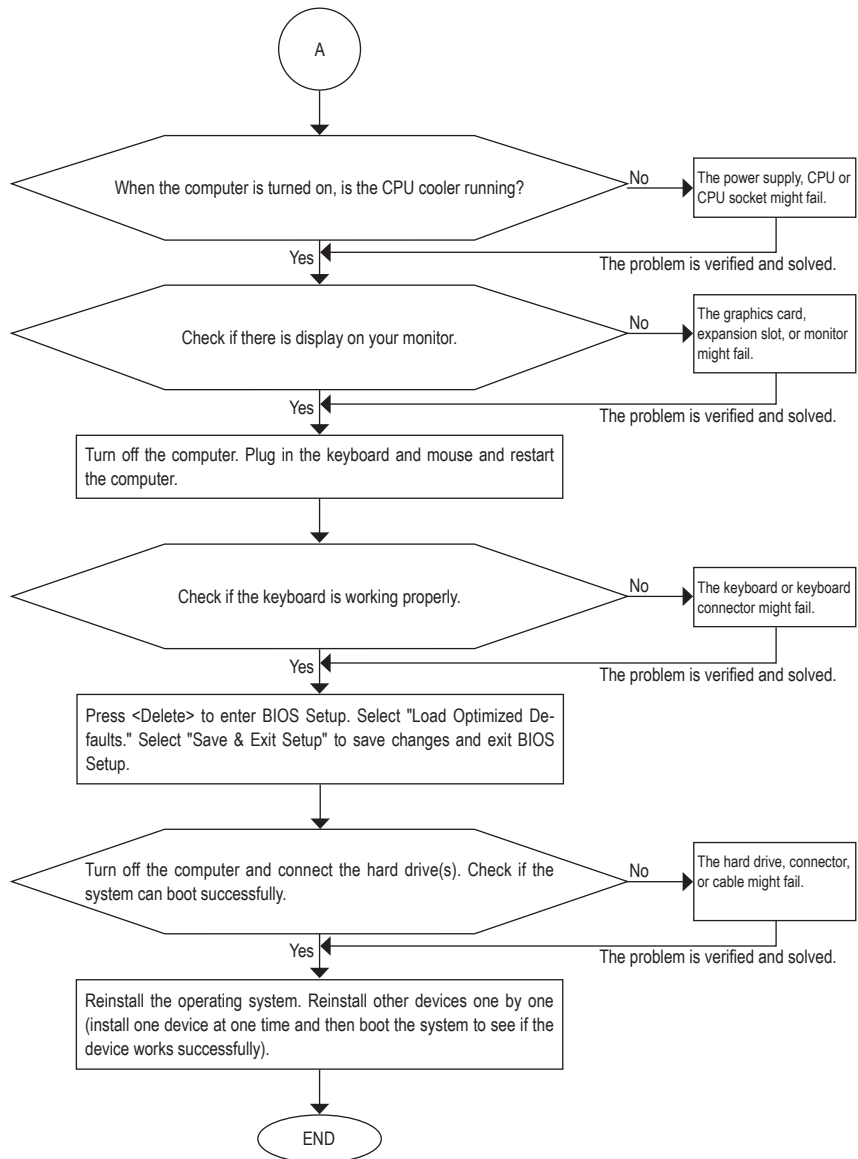 A
When the computer is turned on, is the CPU cooler running?
No
The power supply, CPU or
CPU socket might fail.
Yes
The problem is verified and solved.
Check if there is display on your monitor.
No
The graphics card,
expansion slot, or monitor
might fail.
Yes
The problem is verified and solved.
Turn off the computer. Plug in the keyboard and mouse and restart
the computer.
Check if the keyboard is working properly.
No
The keyboard or keyboard
connector might fail.
Yes
The problem is verified and solved.
Press <Delete> to enter BIOS Setup. Select "Load Optimized De-
faults." Select "Save & Exit Setup" to save changes and exit BIOS
Setup.
Turn off the computer and connect the hard drive(s). Check if the
system can boot successfully.
No
The hard drive, connector,
or cable might fail.
Yes
The problem is verified and solved.
Reinstall the operating system. Reinstall other devices one by one
(install one device at one time and then boot the system to see if the
device works successfully).
END